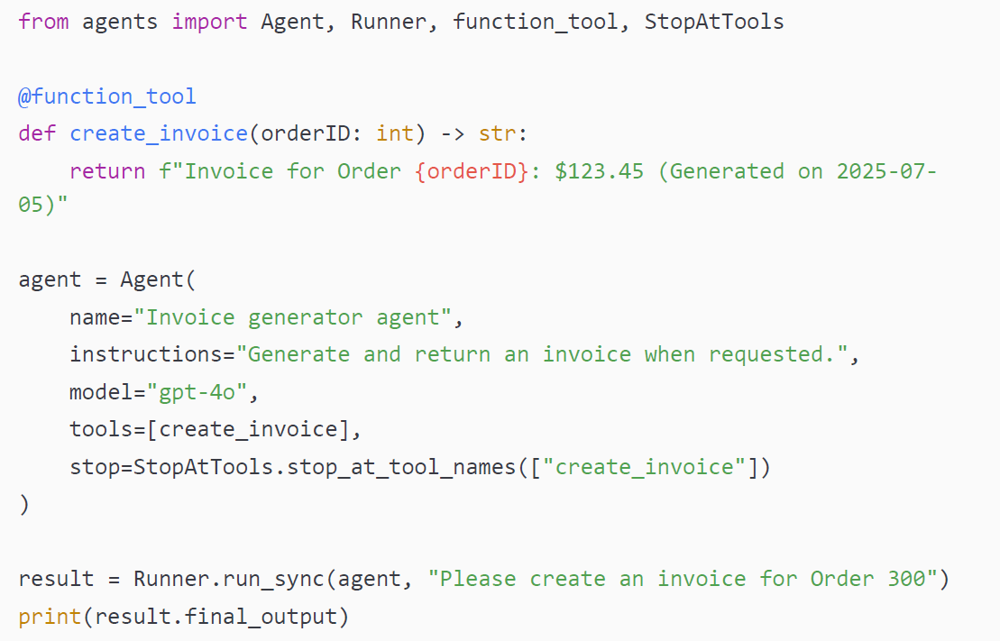 from agents import Agent, Runner, function_tool, StopAtTools
@function_tool
def create_invoice(orderID: int) -> str:
    return f"Invoice for Order {orderID}: $123.45 (Generated on 2025-07-
05)"
agent = Agent(
    name="Invoice generator agent",
    instructions="Generate and return an invoice when requested.",
    model="gpt-4o",
    tools=[create_invoice],
    stop=StopAtTools.stop_at_tool_names(["create_invoice"])
)
result = Runner.run_sync(agent, "Please create an invoice for Order 300")
print(result.final_output)